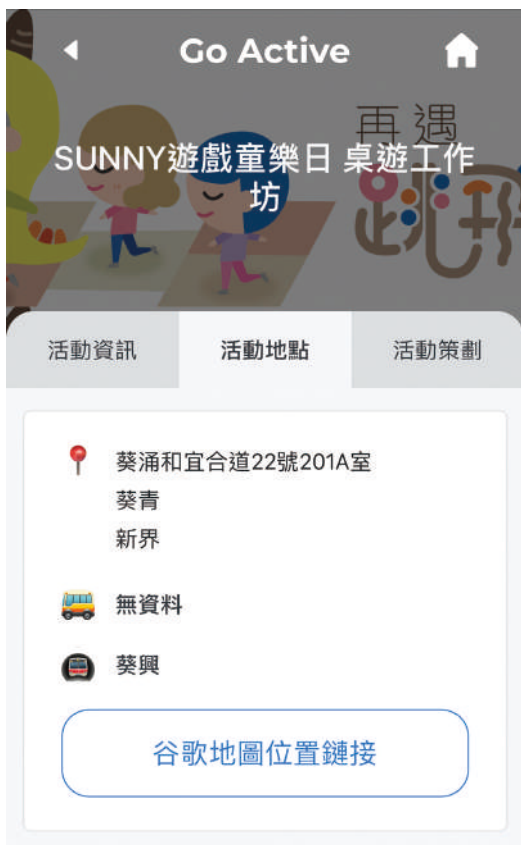 Go Active
再遇
SUNNY遊戲童樂日 桌遊工作
坊
活動資訊
活動地點
活動策劃
葵涌和宜合道22號201A室
葵青
新界
無資料
葵興
谷歌地圖位置鏈接